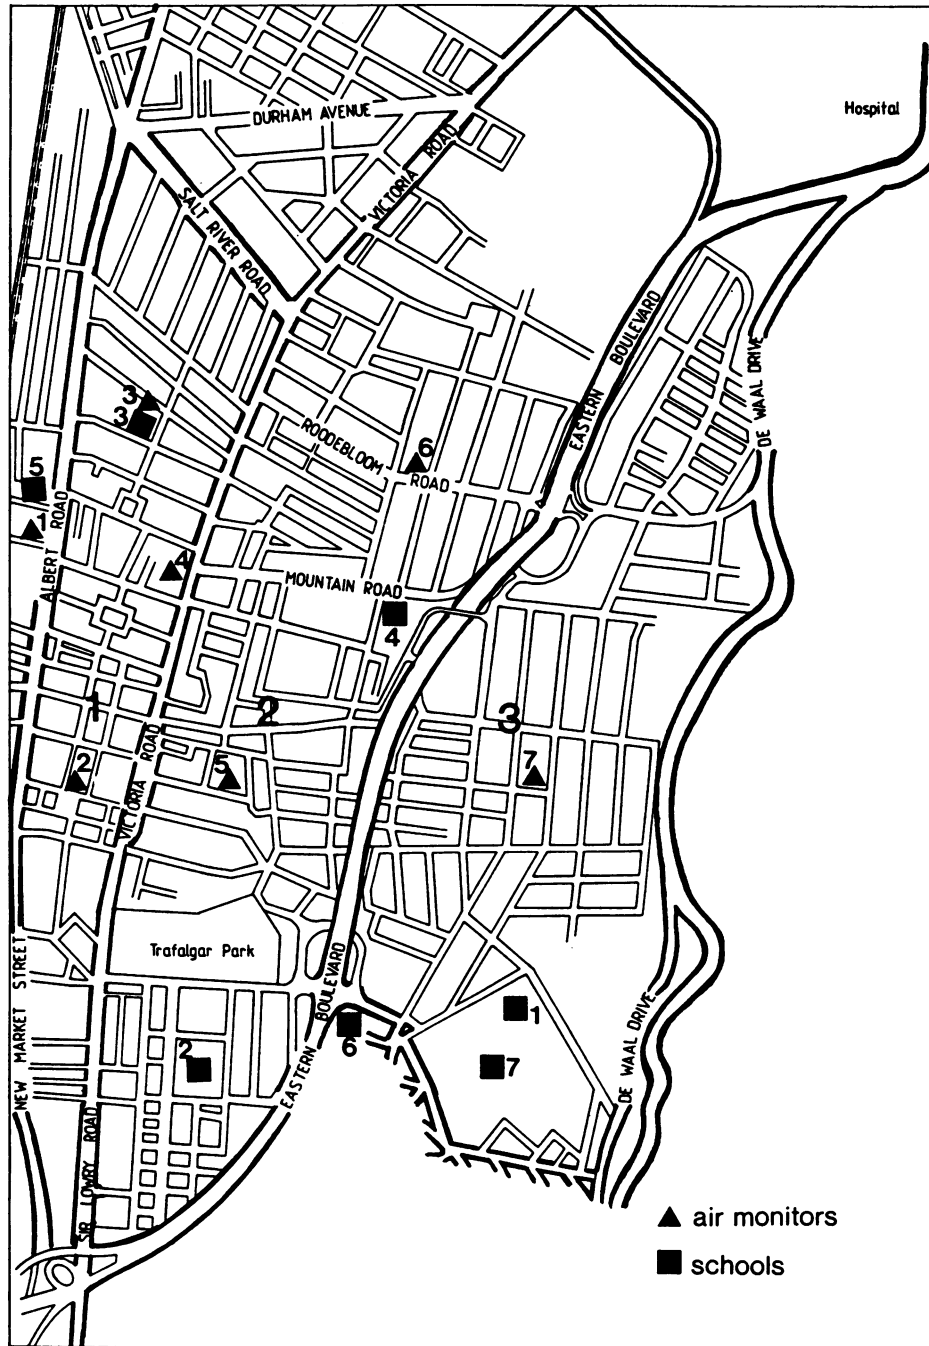 Hospital
DURHAM AVENUE
VICTORIA ROAD
SALT RIVER ROAD
EASTERN BOULEVARD
DE WAAL DRIVE
3
3
ROODEBLOOM ROAD
6
5
1
ALBERT ROAD
4
MOUNTAIN ROAD
4
1
2
3
VICTORIA ROAD
2
5
7
Trafalgar Park
NEW MARKET STREET
EASTERN BOULEVARD
1
6
2
7
DE WAAL DRIVE
SIR LOWRY ROAD
air monitors
schools